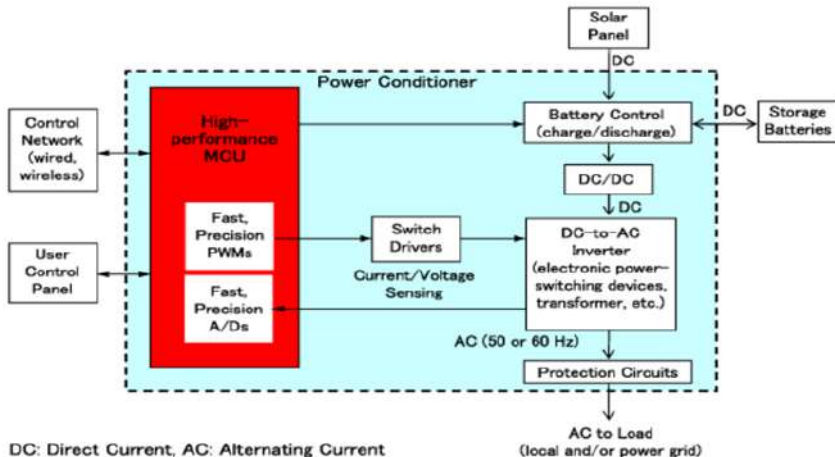 Solar
Panel
DC
Power Conditioner
Control
Network
(wired,
wireless)
High-
performance
MCU
Battery Control
(charge/discharge)
DC
Storage
Batteries
DC/DC
DC
User
Control
Panel
Fast,
Precision
PWMs
Switch
Drivers
DC-to-AC
Inverter
(electronic power-
switching devices,
transformer, etc.)
Current/Voltage
Sensing
Fast,
Precision
A/Ds
AC (50 or 60 Hz)
Protection Circuits
AC to Load
(local and/or power grid)
DC: Direct Current, AC: Alternating Current